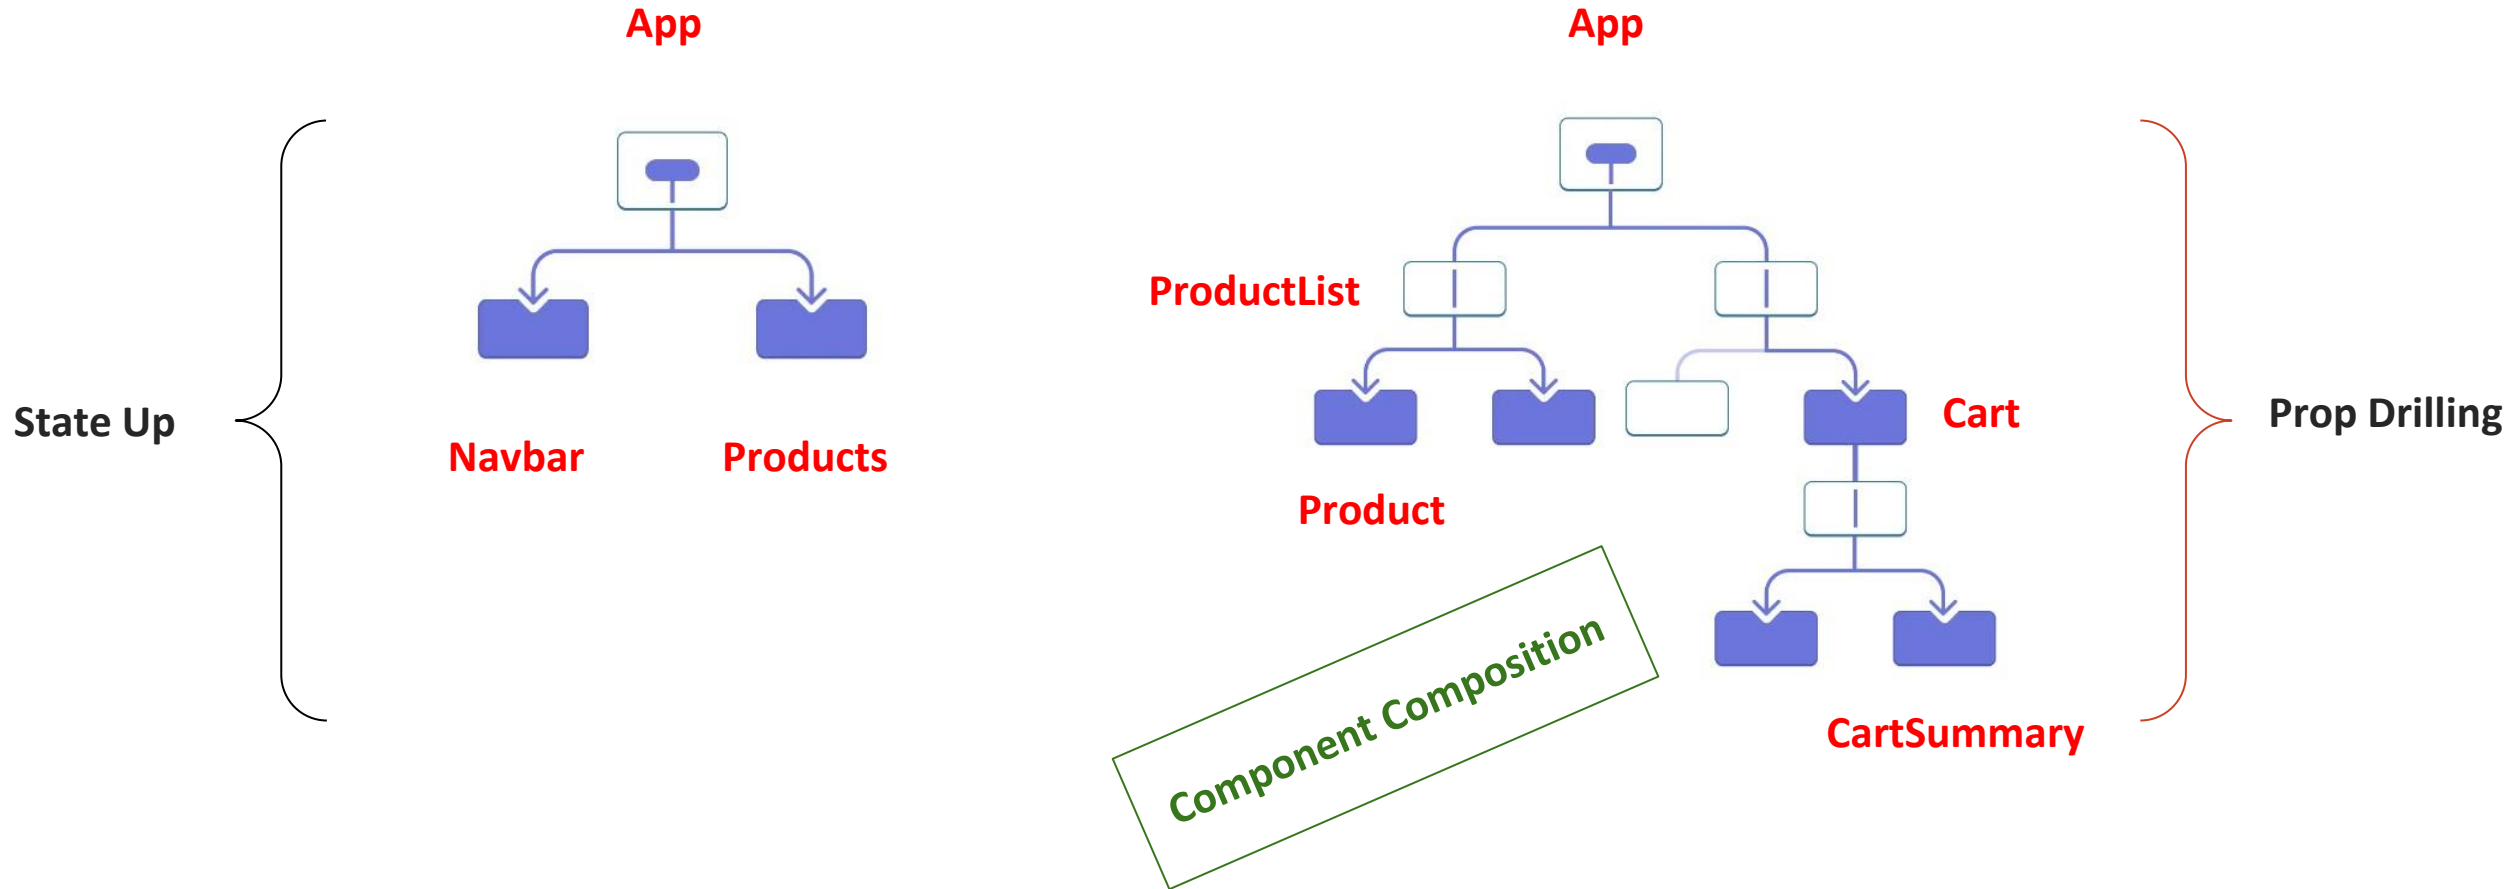 App
App
ProductList
State Up
Navbar
Products
Cart
Prop Drilling
Product
Component Composition
CartSummary